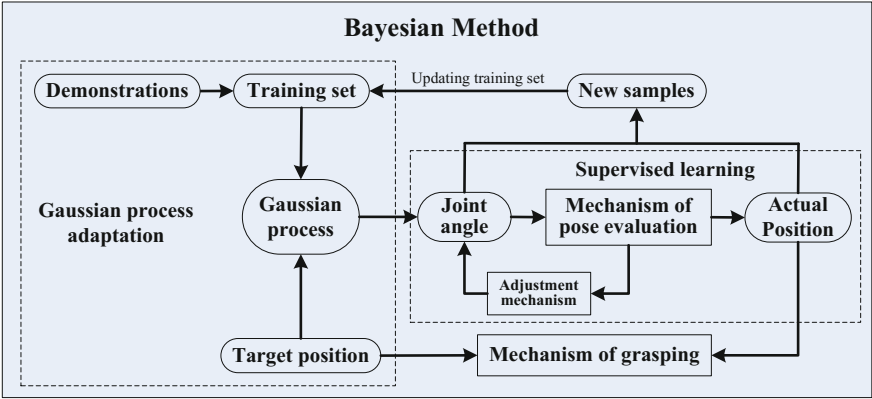 Bayesian Method
Demonstrations
Training set
Updating training set
New samples
Supervised learning
Gaussian process
adaptation
Gaussian
process
Joint
angle
Mechanism of
pose evaluation
Actual
Position
Adjustment
mechanism
Target position
Mechanism of grasping